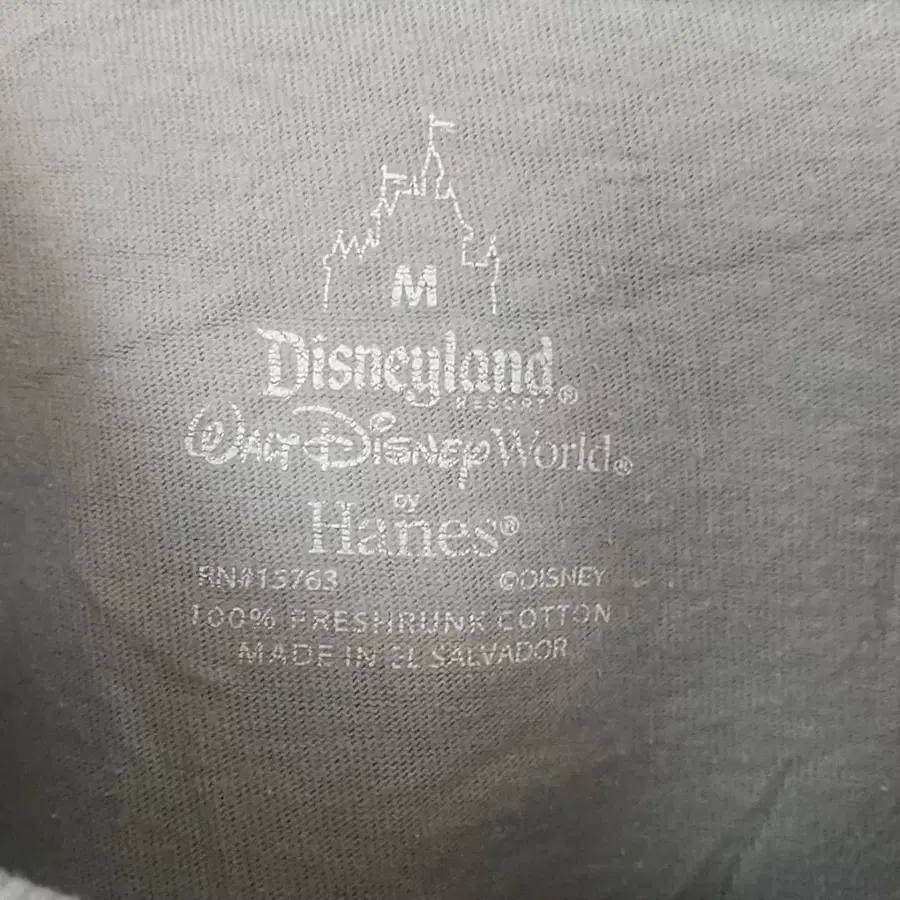 M
Disneyland®
RESORT
Walt Disney World®
by
Hanes®
RN#15763 ©DISNEY
100% PRESHRUNK COTTON
MADE IN EL SALVADOR